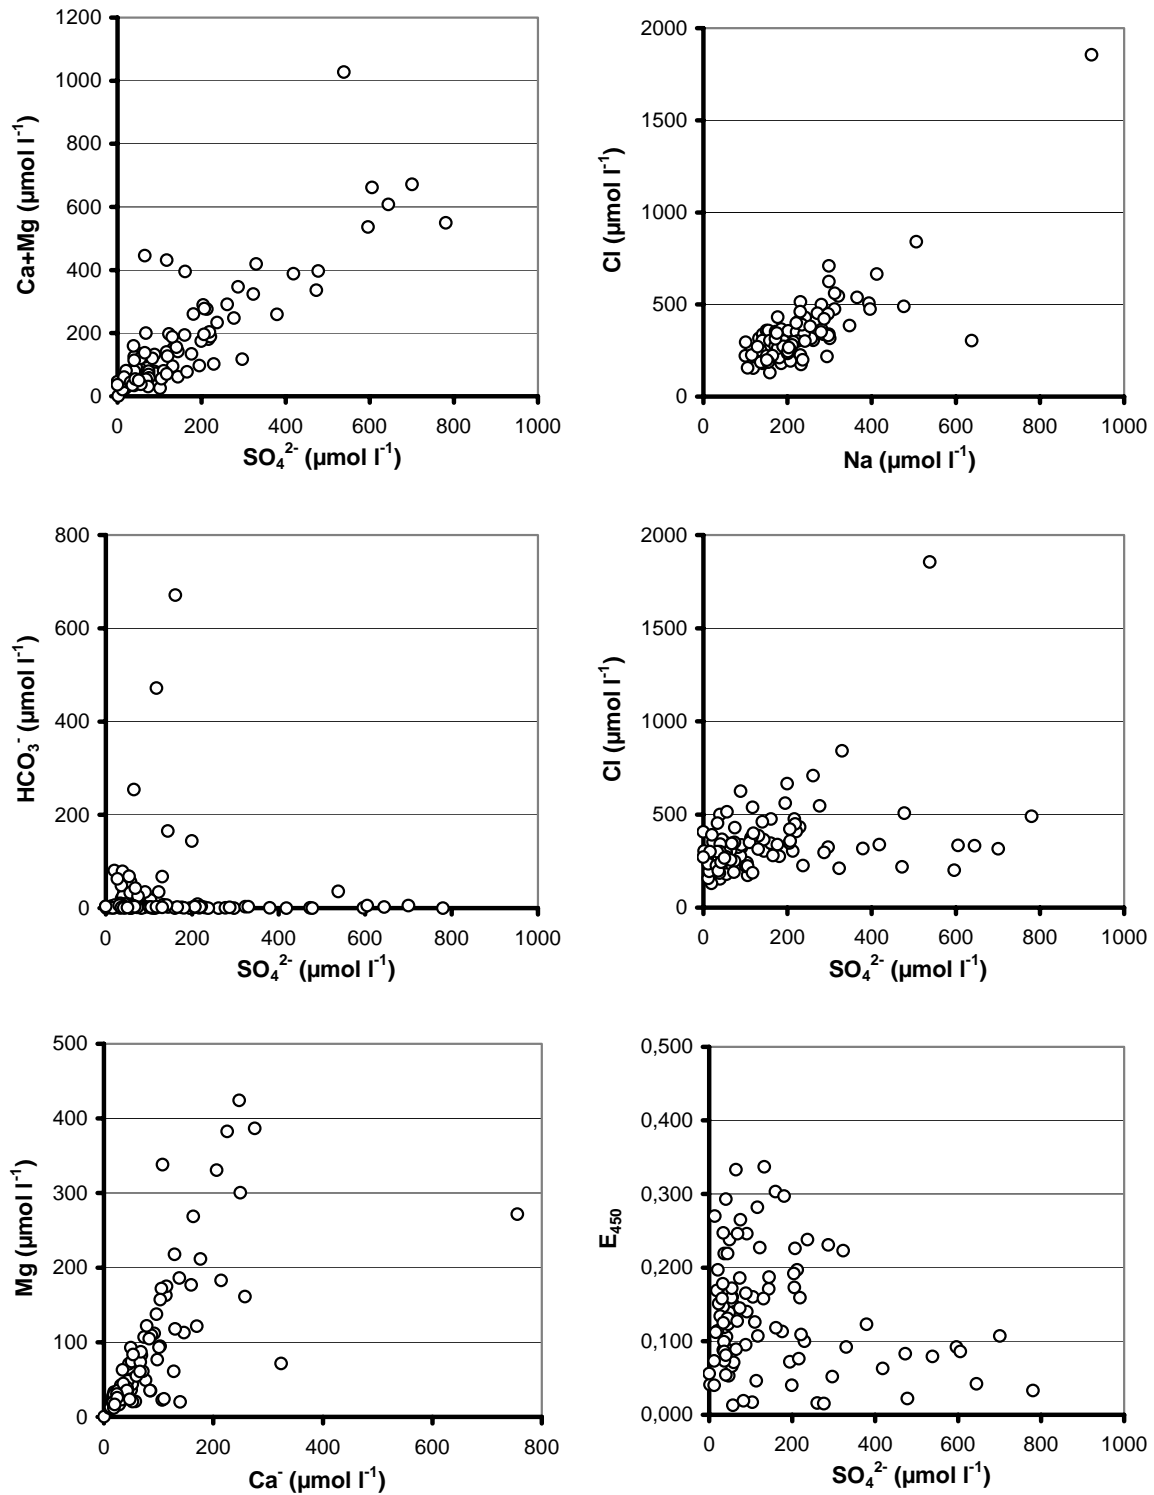 1200
1000
800
600
400
200
0
Ca+Mg (µmol l⁻¹)
0 200 400 600 800 1000
SO₄²⁻ (µmol l⁻¹)
2000
1500
1000
500
0
Cl (µmol l⁻¹)
0 200 400 600 800 1000
Na (µmol l⁻¹)
800
600
400
200
0
HCO₃⁻ (µmol l⁻¹)
0 200 400 600 800 1000
SO₄²⁻ (µmol l⁻¹)
2000
1500
1000
500
0
Cl (µmol l⁻¹)
0 200 400 600 800 1000
SO₄²⁻ (µmol l⁻¹)
500
400
300
200
100
0
Mg (µmol l⁻¹)
0 200 400 600 800
Ca⁻ (µmol l⁻¹)
0,500
0,400
0,300
0,200
0,100
0,000
E₄₅₀
0 200 400 600 800 1000
SO₄²⁻ (µmol l⁻¹)